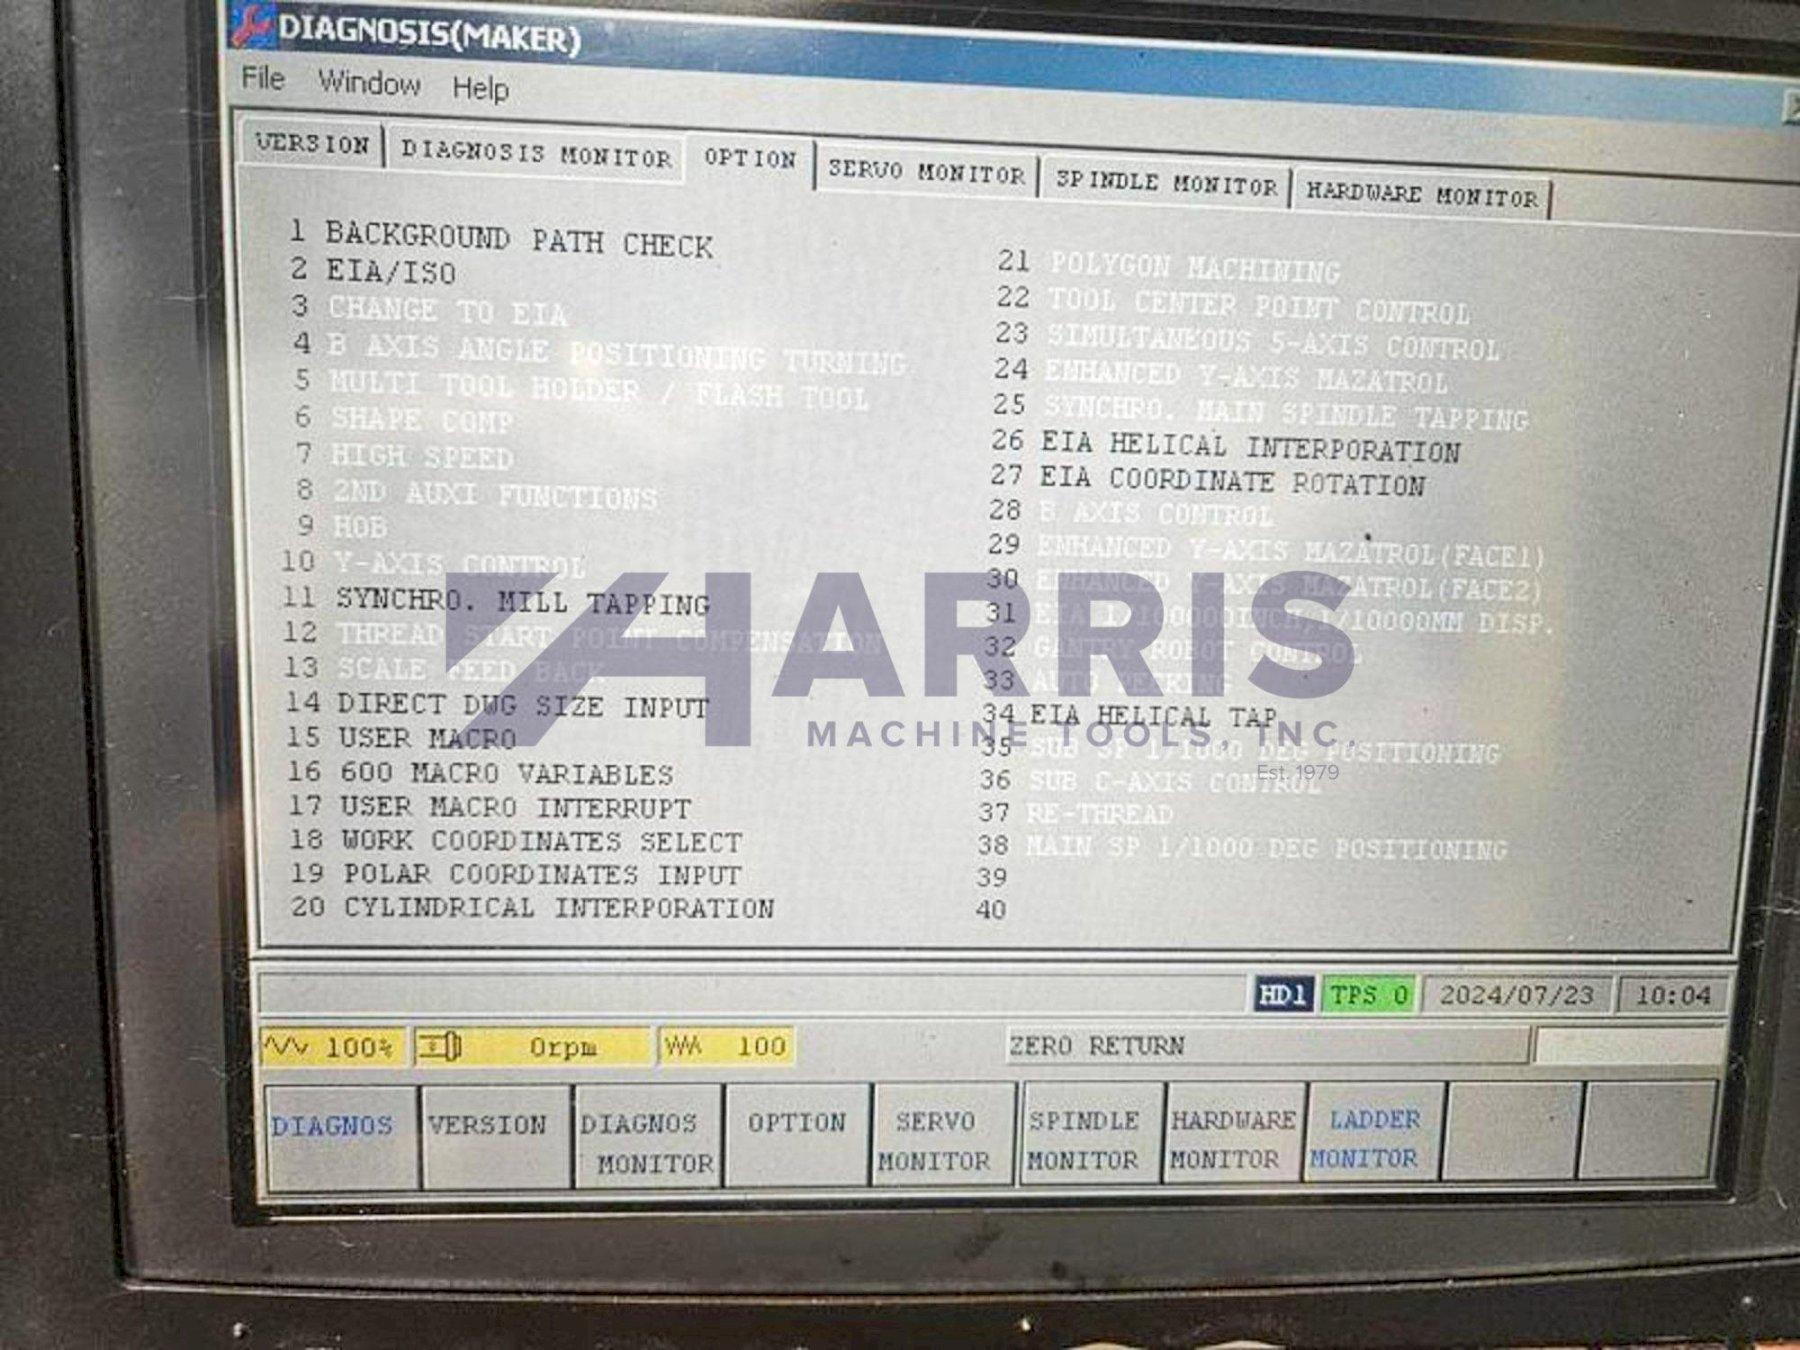 DIAGNOSIS(MAKER)
File Window Help
VERSION DIAGNOSIS MONITOR OPTION SERVO MONITOR SPINDLE MONITOR HARDWARE MONITOR
1 BACKGROUND PATH CHECK
2 EIA/ISO
3 CHANGE TO EIA
4 B AXIS ANGLE POSITIONING TURNING
5 MULTI TOOL HOLDER / FLASH TOOL
6 SHAPE COMP
7 HIGH SPEED
8 2ND AUXI FUNCTIONS
9 HOB
10 Y-AXIS CONTROL
11 SYNCHRO. MILL TAPPING
12 THREAD START POINT COMPENSATION
13 SCALE FEED BACK
14 DIRECT DWG SIZE INPUT
15 USER MACRO
16 600 MACRO VARIABLES
17 USER MACRO INTERRUPT
18 WORK COORDINATES SELECT
19 POLAR COORDINATES INPUT
20 CYLINDRICAL INTERPORATION
21 POLYGON MACHINING
22 TOOL CENTER POINT CONTROL
23 SIMULTANEOUS 5-AXIS CONTROL
24 ENHANCED Y-AXIS MAZATROL
25 SYNCHRO. MAIN SPINDLE TAPPING
26 EIA HELICAL INTERPORATION
27 EIA COORDINATE ROTATION
28 B AXIS CONTROL
29 ENHANCED Y-AXIS MAZATROL(FACE1)
30 ENHANCED Y-AXIS MAZATROL(FACE2)
31 EIA 1/100000INCH,1/10000MM DISP.
32 GANTRY ROBOT CONTROL
33 AUTO PECKING
34 EIA HELICAL TAP
35 SUB SP 1/1000 DEG POSITIONING
36 SUB C-AXIS CONTROL
37 RE-THREAD
38 MAIN SP 1/1000 DEG POSITIONING
39
40
HARRIS
MACHINE TOOLS, INC.
Est. 1979
HD1 TPS 0 2024/07/23 10:04
100% 0rpm 100 ZERO RETURN
DIAGNOS VERSION DIAGNOS OPTION SERVO SPINDLE HARDWARE LADDER
MONITOR MONITOR MONITOR MONITOR MONITOR